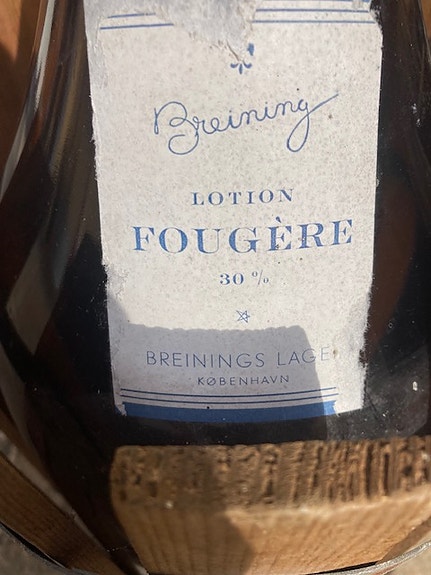 Breining
LOTION
FOUGÈRE
30 %
BREININGS LAGE
KØBENHAVN